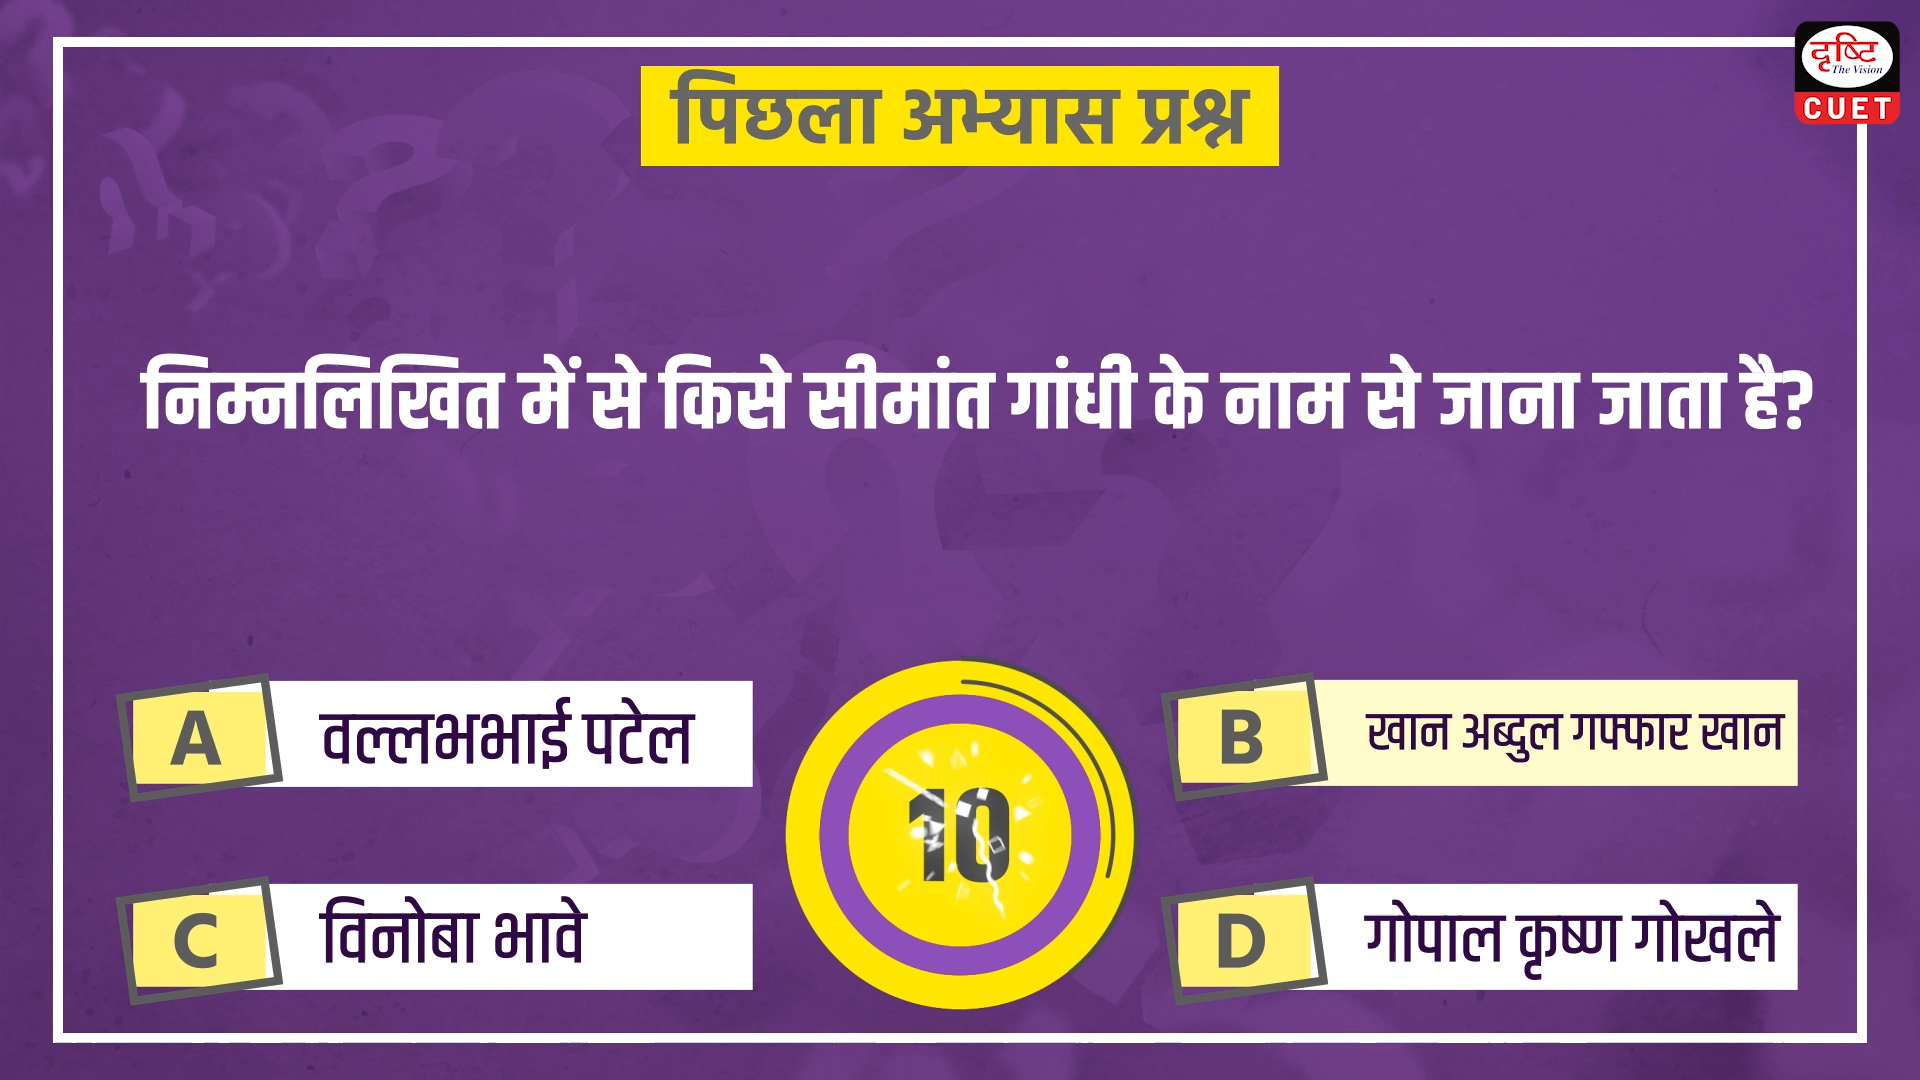 दृष्टि
The Vision
CUET
पिछला अभ्यास प्रश्न
निम्नलिखित में से किसे सीमांत गांधी के नाम से जाना जाता है?
A वल्लभभाई पटेल
B खान अब्दुल गफ्फार खान
10
C विनोबा भावे
D गोपाल कृष्ण गोखले